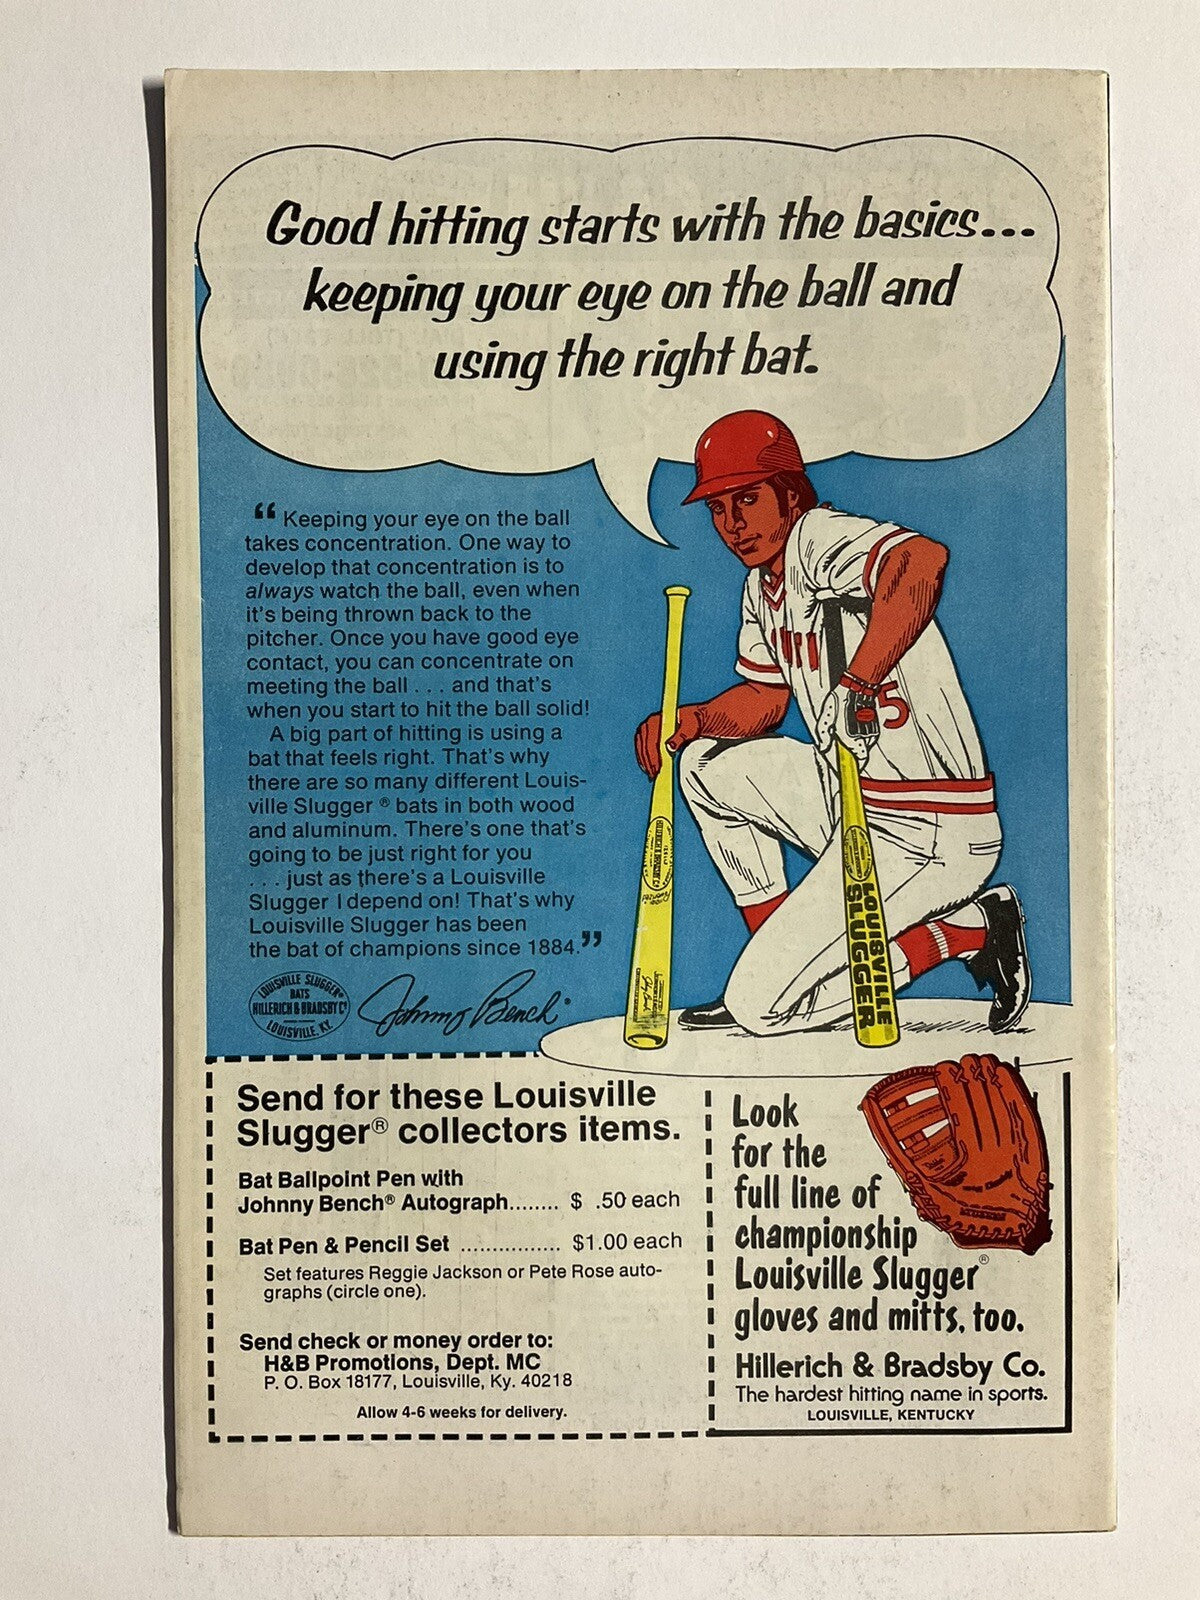 Good hitting starts with the basics...
keeping your eye on the ball and
using the right bat.
“ Keeping your eye on the ball
takes concentration. One way to
develop that concentration is to
always watch the ball, even when
it's being thrown back to the
pitcher. Once you have good eye
contact, you can concentrate on
meeting the ball . . . and that's
when you start to hit the ball solid!
A big part of hitting is using a
bat that feels right. That's why
there are so many different Louis-
ville Slugger ® bats in both wood
and aluminum. There's one that's
going to be just right for you
. . . just as there's a Louisville
Slugger I depend on! That's why
Louisville Slugger has been
the bat of champions since 1884.”
LOUISVILLE SLUGGER®
BATS
HILLERICH & BRADSBY Co
LOUISVILLE, KY.
Johnny Bench
5
LOUISVILLE
SLUGGER
Send for these Louisville
Slugger® collectors items.
Bat Ballpoint Pen with
Johnny Bench® Autograph........ $ .50 each
Bat Pen & Pencil Set ................ $1.00 each
Set features Reggie Jackson or Pete Rose auto-
graphs (circle one).
Send check or money order to:
H&B Promotions, Dept. MC
P. O. Box 18177, Louisville, Ky. 40218
Allow 4-6 weeks for delivery.
Look
for the
full line of
championship
Louisville Slugger®
gloves and mitts, too.
Hillerich & Bradsby Co.
The hardest hitting name in sports.
LOUISVILLE, KENTUCKY